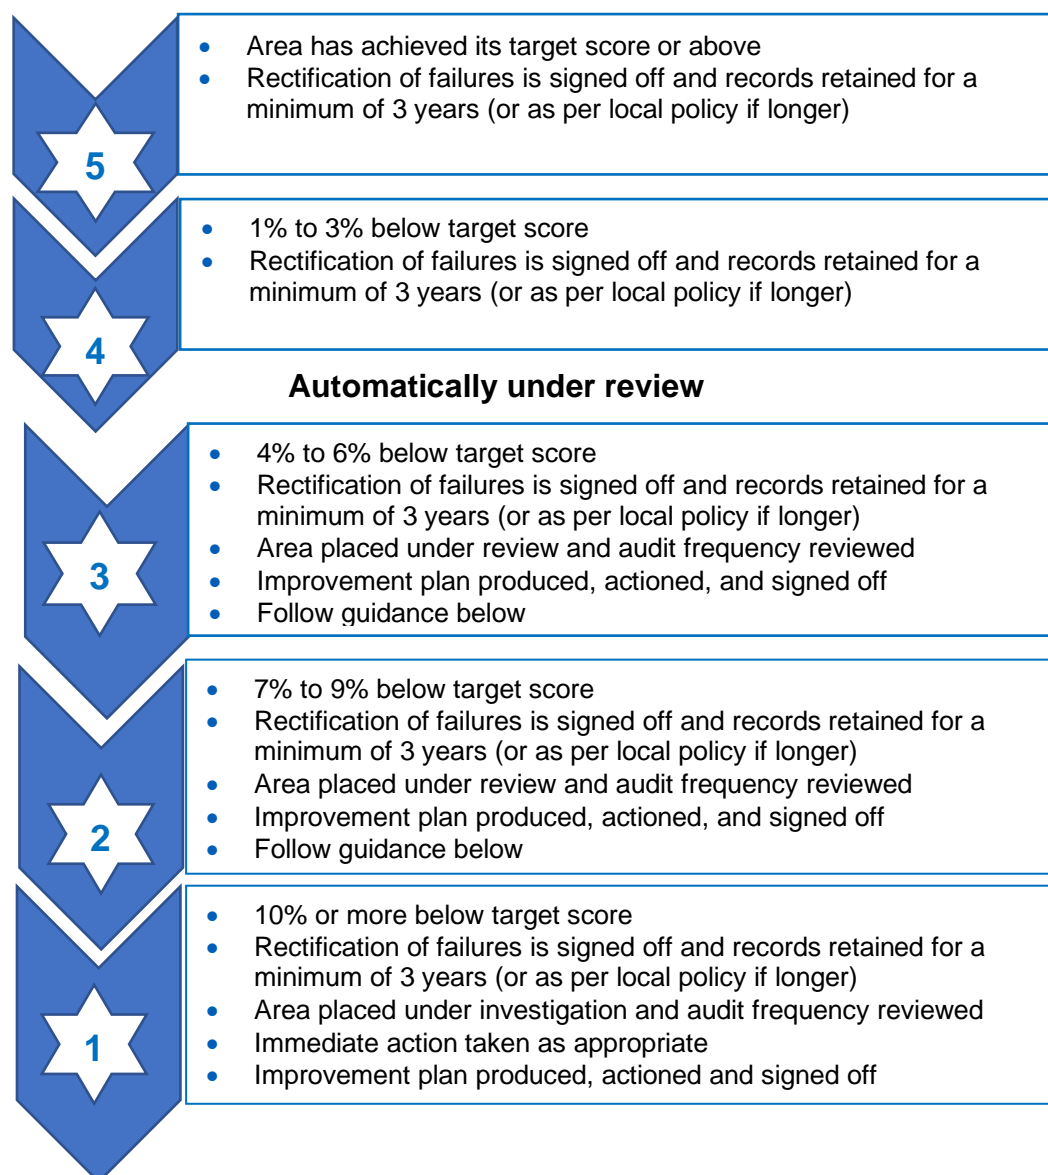 5
• Area has achieved its target score or above
• Rectification of failures is signed off and records retained for a
minimum of 3 years (or as per local policy if longer)
4
• 1% to 3% below target score
• Rectification of failures is signed off and records retained for a
minimum of 3 years (or as per local policy if longer)
Automatically under review
3
• 4% to 6% below target score
• Rectification of failures is signed off and records retained for a
minimum of 3 years (or as per local policy if longer)
• Area placed under review and audit frequency reviewed
• Improvement plan produced, actioned, and signed off
• Follow guidance below
2
• 7% to 9% below target score
• Rectification of failures is signed off and records retained for a
minimum of 3 years (or as per local policy if longer)
• Area placed under review and audit frequency reviewed
• Improvement plan produced, actioned, and signed off
• Follow guidance below
1
• 10% or more below target score
• Rectification of failures is signed off and records retained for a
minimum of 3 years (or as per local policy if longer)
• Area placed under investigation and audit frequency reviewed
• Immediate action taken as appropriate
• Improvement plan produced, actioned and signed off